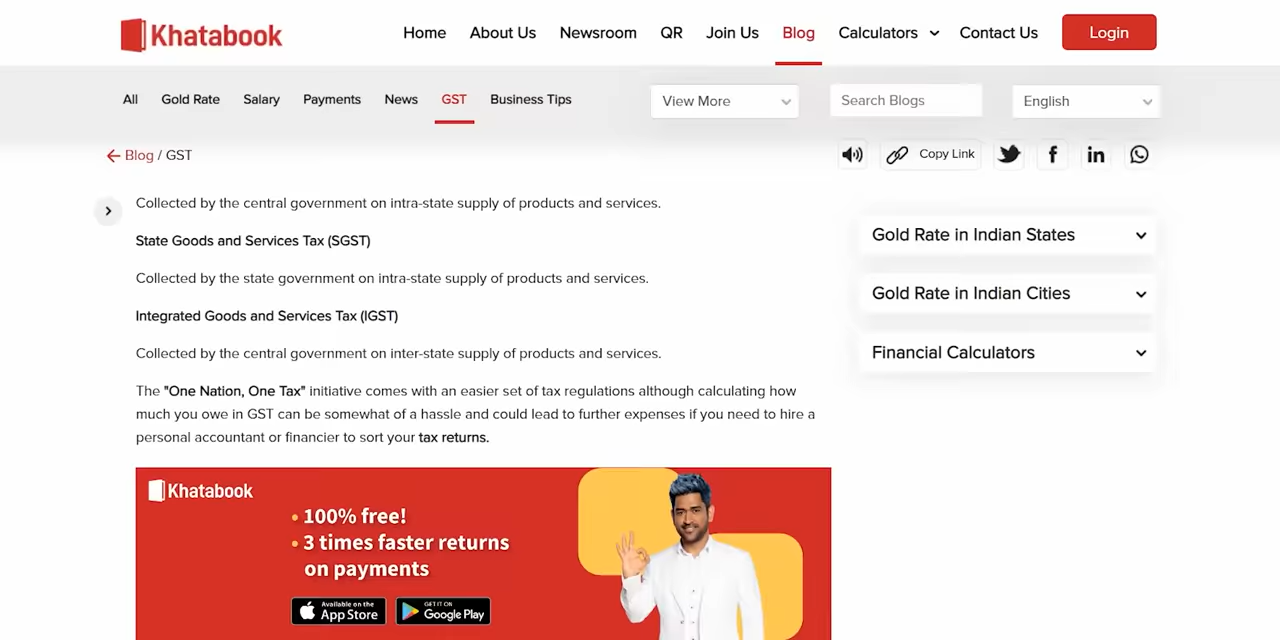 Khatabook
Home About Us Newsroom QR Join Us Blog Calculators Contact Us Login
All Gold Rate Salary Payments News GST Business Tips View More Search Blogs English
Blog / GST
Copy Link
Collected by the central government on intra-state supply of products and services.
State Goods and Services Tax (SGST)
Collected by the state government on intra-state supply of products and services.
Integrated Goods and Services Tax (IGST)
Collected by the central government on inter-state supply of products and services.
The "One Nation, One Tax" initiative comes with an easier set of tax regulations although calculating how
much you owe in GST can be somewhat of a hassle and could lead to further expenses if you need to hire a
personal accountant or financier to sort your tax returns.
Gold Rate in Indian States
Gold Rate in Indian Cities
Financial Calculators
Khatabook
• 100% free!
• 3 times faster returns
on payments
Available on the
App Store
GET IT ON
Google Play